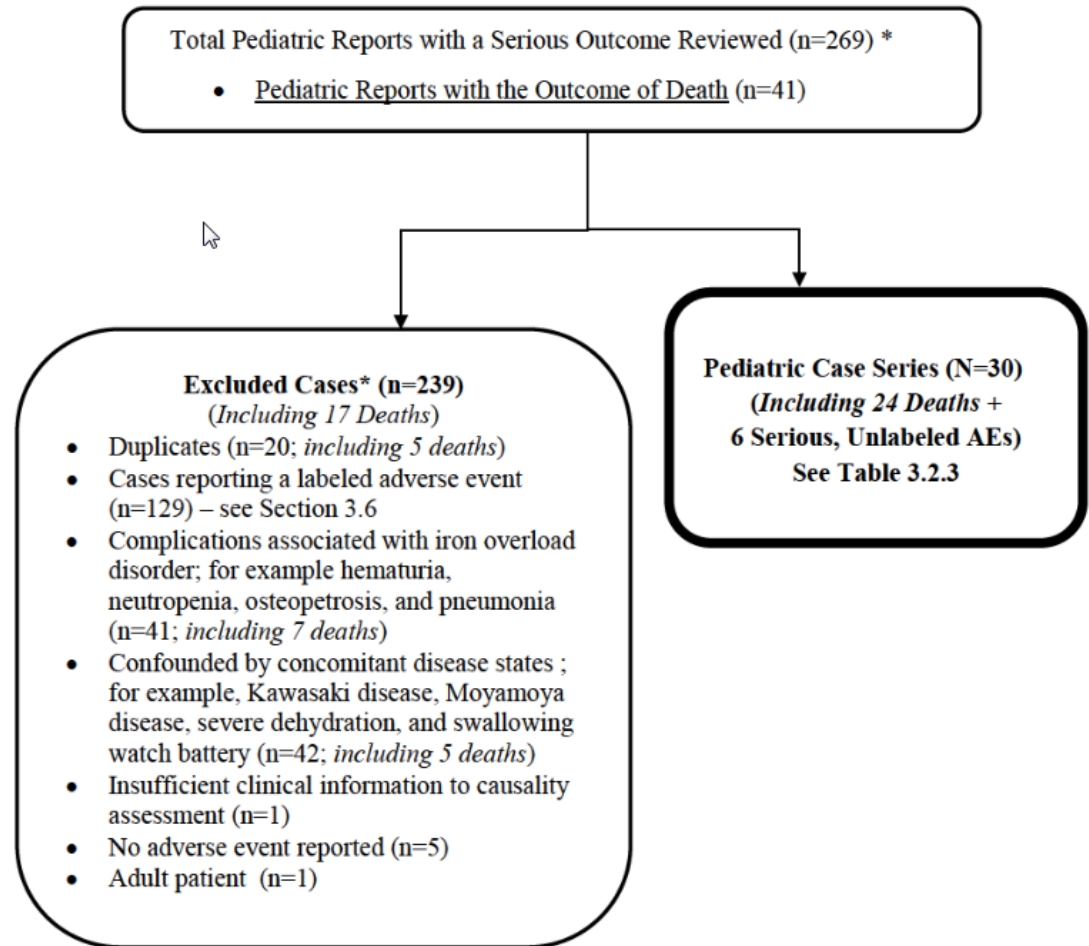 Total Pediatric Reports with a Serious Outcome Reviewed (n=269) *
• Pediatric Reports with the Outcome of Death (n=41)
Excluded Cases* (n=239)
(Including 17 Deaths)
• Duplicates (n=20; including 5 deaths)
• Cases reporting a labeled adverse event
(n=129) – see Section 3.6
• Complications associated with iron overload
disorder; for example hematuria,
neutropenia, osteopetrosis, and pneumonia
(n=41; including 7 deaths)
• Confounded by concomitant disease states ;
for example, Kawasaki disease, Moyamoya
disease, severe dehydration, and swallowing
watch battery (n=42; including 5 deaths)
• Insufficient clinical information to causality
assessment (n=1)
• No adverse event reported (n=5)
• Adult patient (n=1)
Pediatric Case Series (N=30)
(Including 24 Deaths +
6 Serious, Unlabeled AEs)
See Table 3.2.3